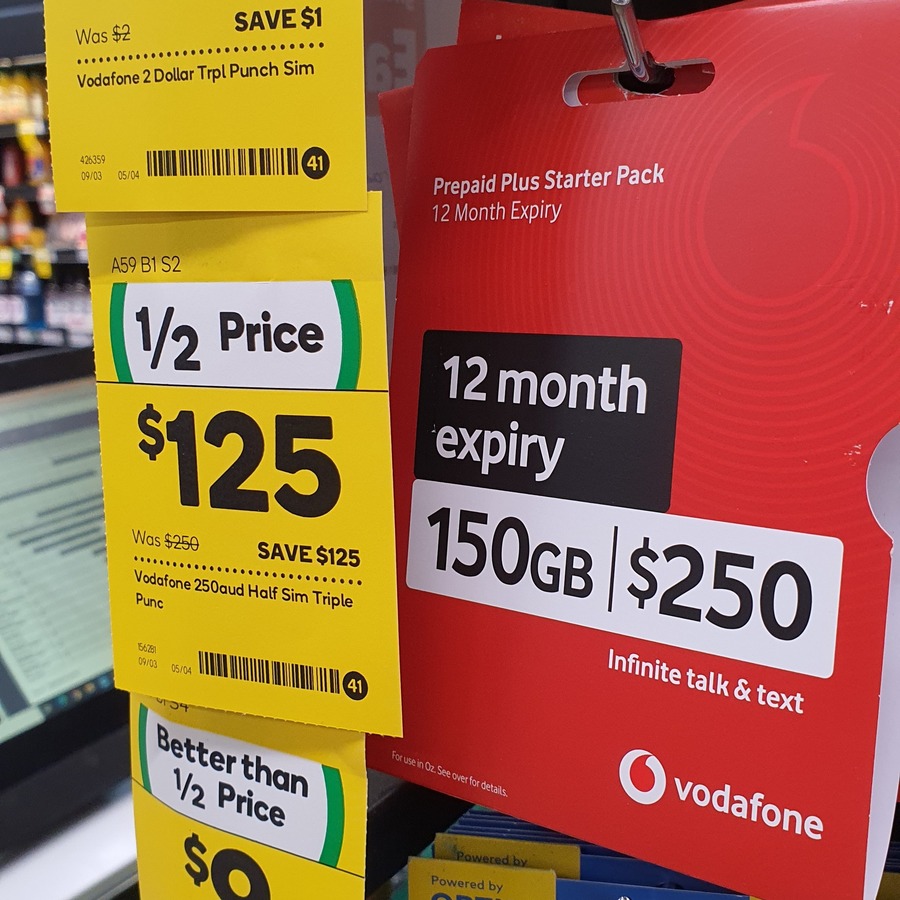 Was $2 SAVE $1
Vodafone 2 Dollar Trpl Punch Sim
426359
09/03 05/04
41
A59 B1 S2
1/2 Price
$125
Was $250 SAVE $125
Vodafone 250aud Half Sim Triple
Punc
156281
09/03 05/04
41
Better than
1/2 Price
Prepaid Plus Starter Pack
12 Month Expiry
12 month
expiry
150GB | $250
Infinite talk & text
For use in Oz. See over for details.
vodafone
Powered by
Powered by